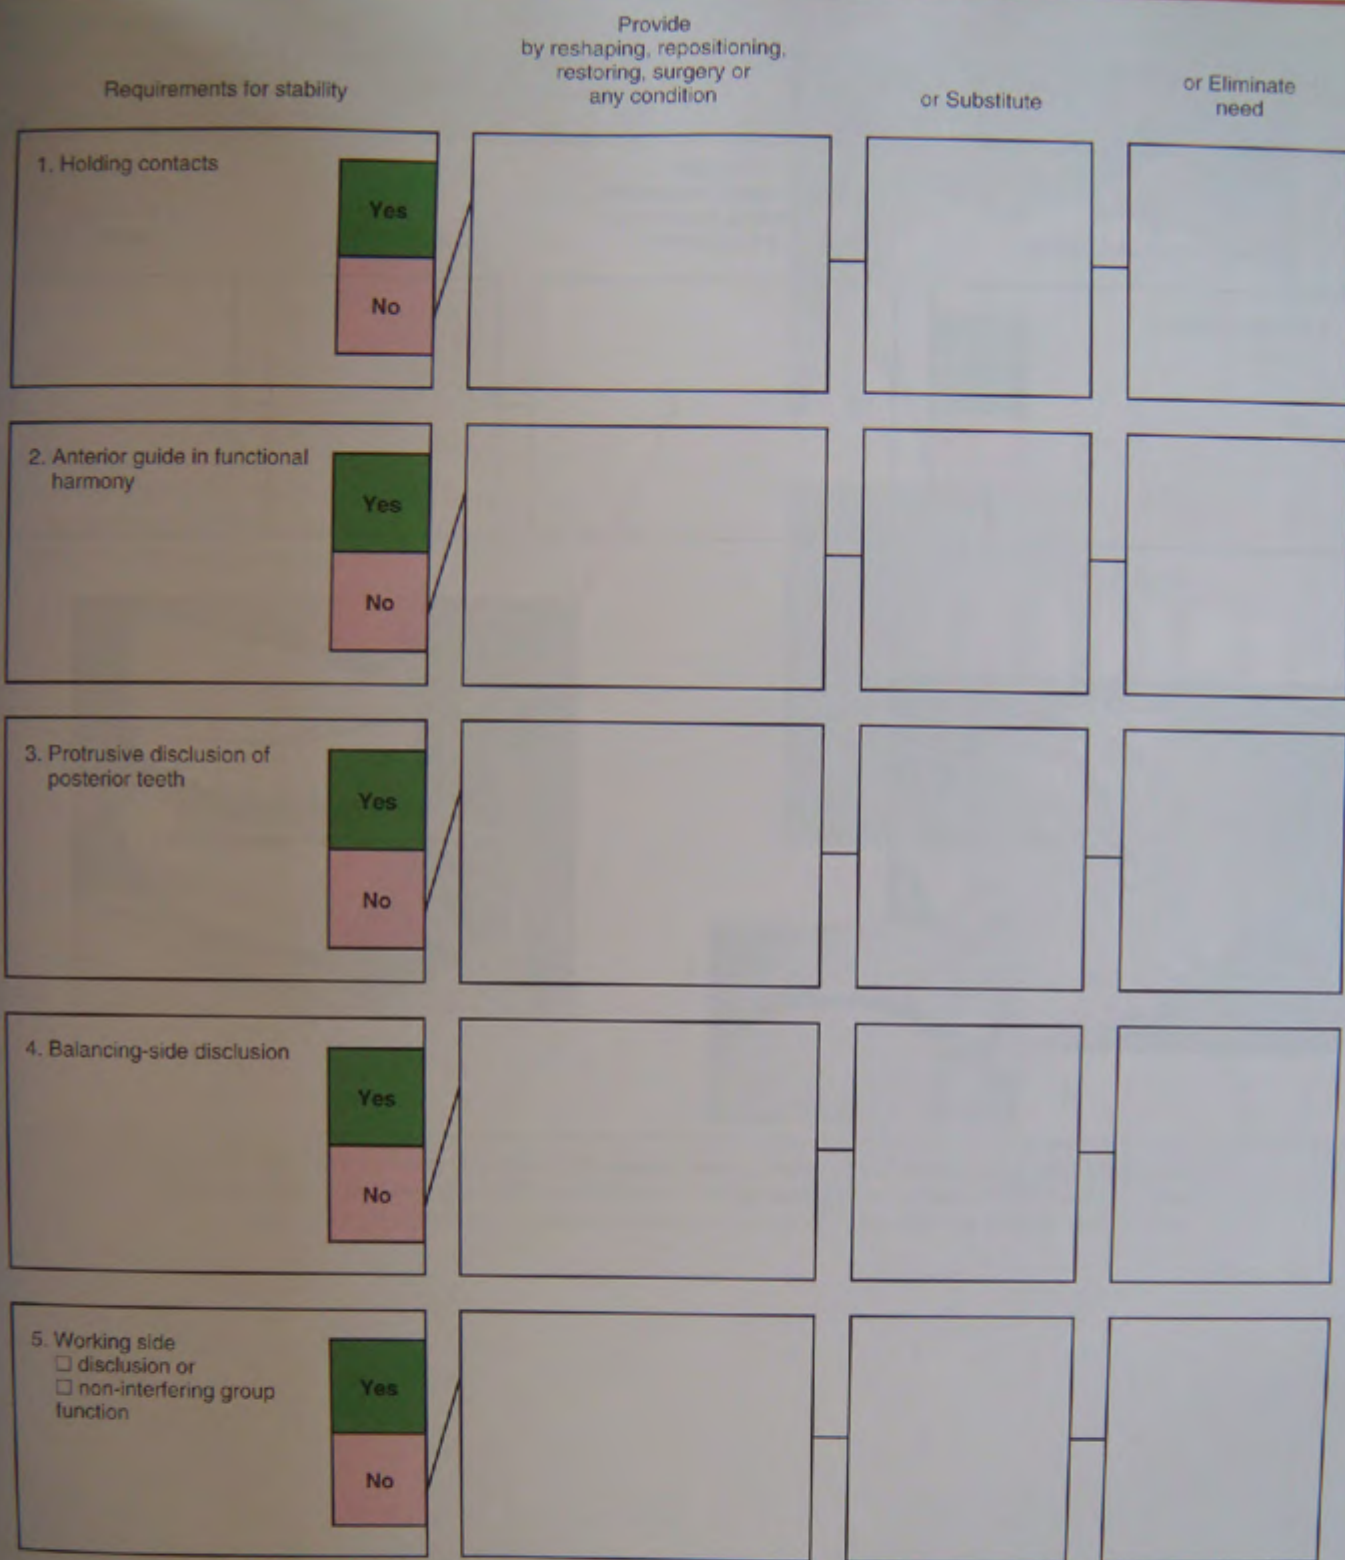 Requirements for stability
Provide
by reshaping, repositioning,
restoring, surgery or
any condition
or Substitute
or Eliminate
need
1. Holding contacts
Yes
No
2. Anterior guide in functional
harmony
Yes
No
3. Protrusive disclusion of
posterior teeth
Yes
No
4. Balancing-side disclusion
Yes
No
5. Working side
☐ disclusion or
☐ non-interfering group
function
Yes
No